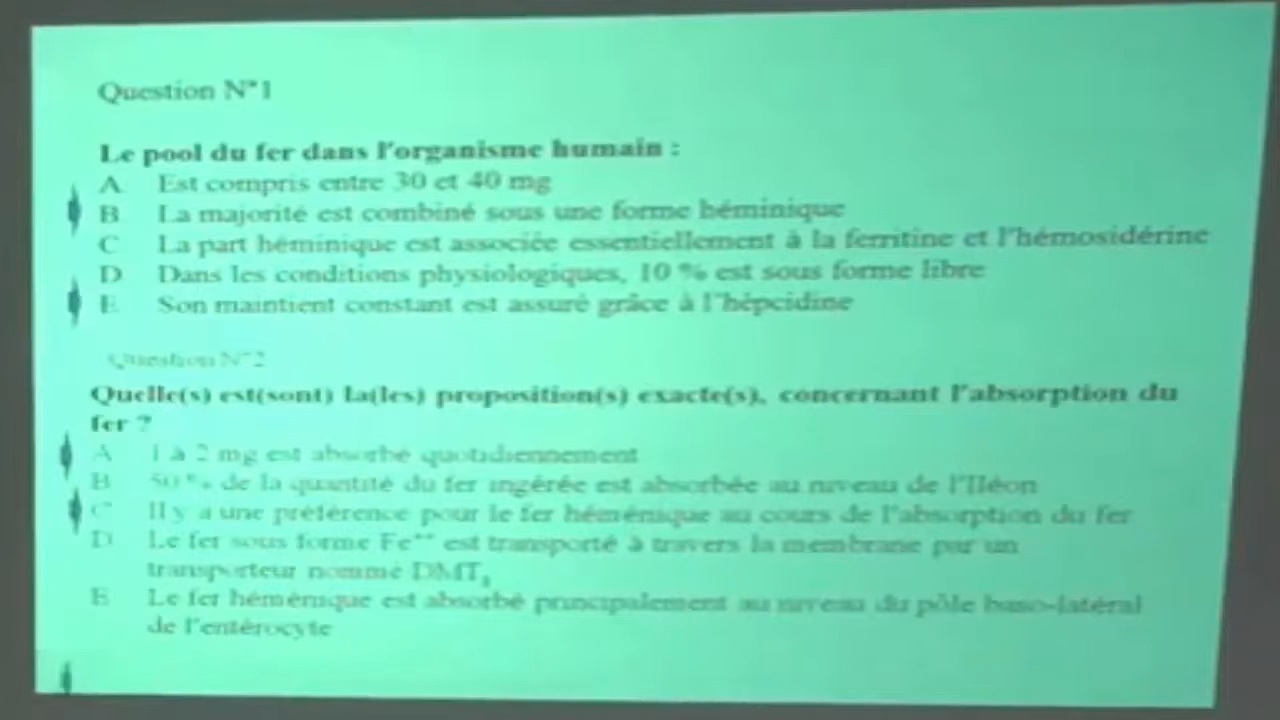 Question N°1
Le pool du fer dans l'organisme humain :
A Est compris entre 30 et 40 mg
B La majorité est combiné sous une forme héminique
C La part héminique est associée essentiellement à la ferritine et l'hémosidérine
D Dans les conditions physiologiques, 10 % est sous forme libre
E Son maintient constant est assuré grâce à l'hépcidine
Question N°2
Quelle(s) est(sont) la(les) proposition(s) exacte(s), concernant l'absorption du
fer ?
A 1 à 2 mg est absorbé quotidiennement
B 50 % de la quantité du fer ingérée est absorbée au niveau de l'Iléon
C Il y a une préférence pour le fer héménique au cours de l'absorption du fer
D Le fer sous forme Fe⁺⁺ est transporté à travers la membrane par un
transporteur nommé
E Le fer héménique est absorbé principalement au niveau du pôle baso-latéral
de l'entérocyte